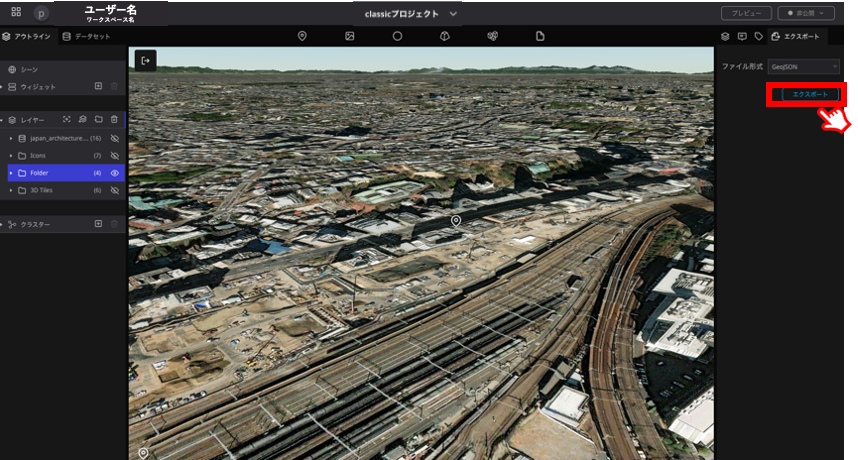 p
ユーザー名
ワークスペース名
classicプロジェクト
プレビュー
非公開
アウトライン
データセット
エクスポート
シーン
ウィジェット
ファイル形式
GeoJSON
エクスポート
レイヤー
japan_architecture... (16)
Icons (7)
Folder (4)
3D Tiles (6)
クラスター